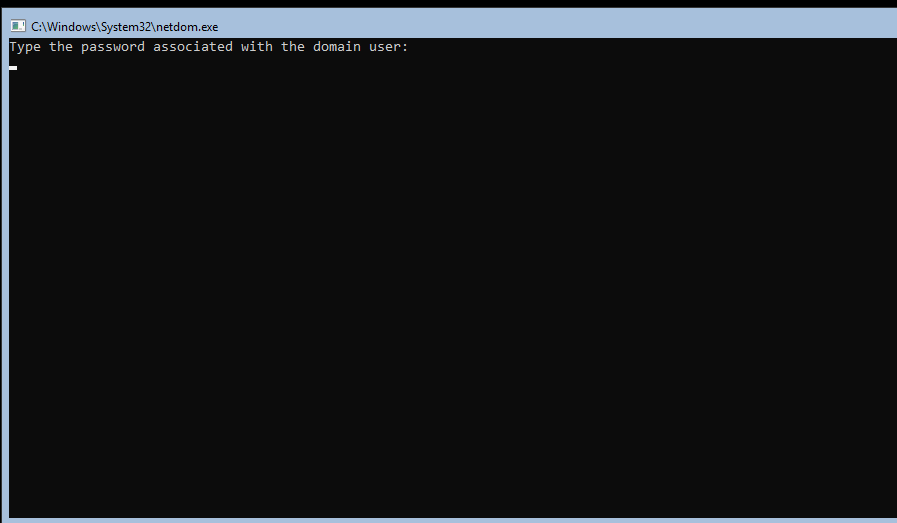 C:\Windows\System32\netdom.exe
Type the password associated with the domain user: